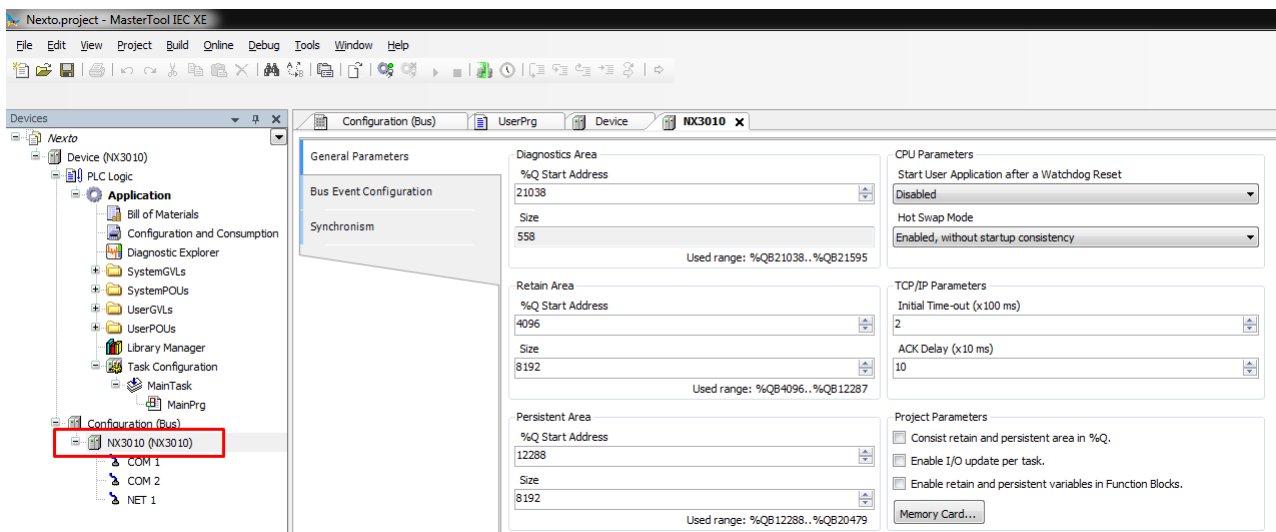 Nexto.project - MasterTool IEC XE
File Edit View Project Build Online Debug Tools Window Help
Devices
Nexto
Device (NX3010)
PLC Logic
Application
Bill of Materials
Configuration and Consumption
Diagnostic Explorer
SystemGVLs
SystemPOUs
UserGVLs
UserPOUs
Library Manager
Task Configuration
MainTask
MainPrg
Configuration (Bus)
NX3010 (NX3010)
COM 1
COM 2
NET 1
Configuration (Bus) UserPrg Device NX3010
General Parameters
Bus Event Configuration
Synchronism
Diagnostics Area
%Q Start Address
21038
Size
558
Used range: %QB21038..%QB21595
Retain Area
%Q Start Address
4096
Size
8192
Used range: %QB4096..%QB12287
Persistent Area
%Q Start Address
12288
Size
8192
Used range: %QB12288..%QB20479
CPU Parameters
Start User Application after a Watchdog Reset
Disabled
Hot Swap Mode
Enabled, without startup consistency
TCP/IP Parameters
Initial Time-out (x100 ms)
2
ACK Delay (x10 ms)
10
Project Parameters
Consist retain and persistent area in %Q.
Enable I/O update per task.
Enable retain and persistent variables in Function Blocks.
Memory Card...